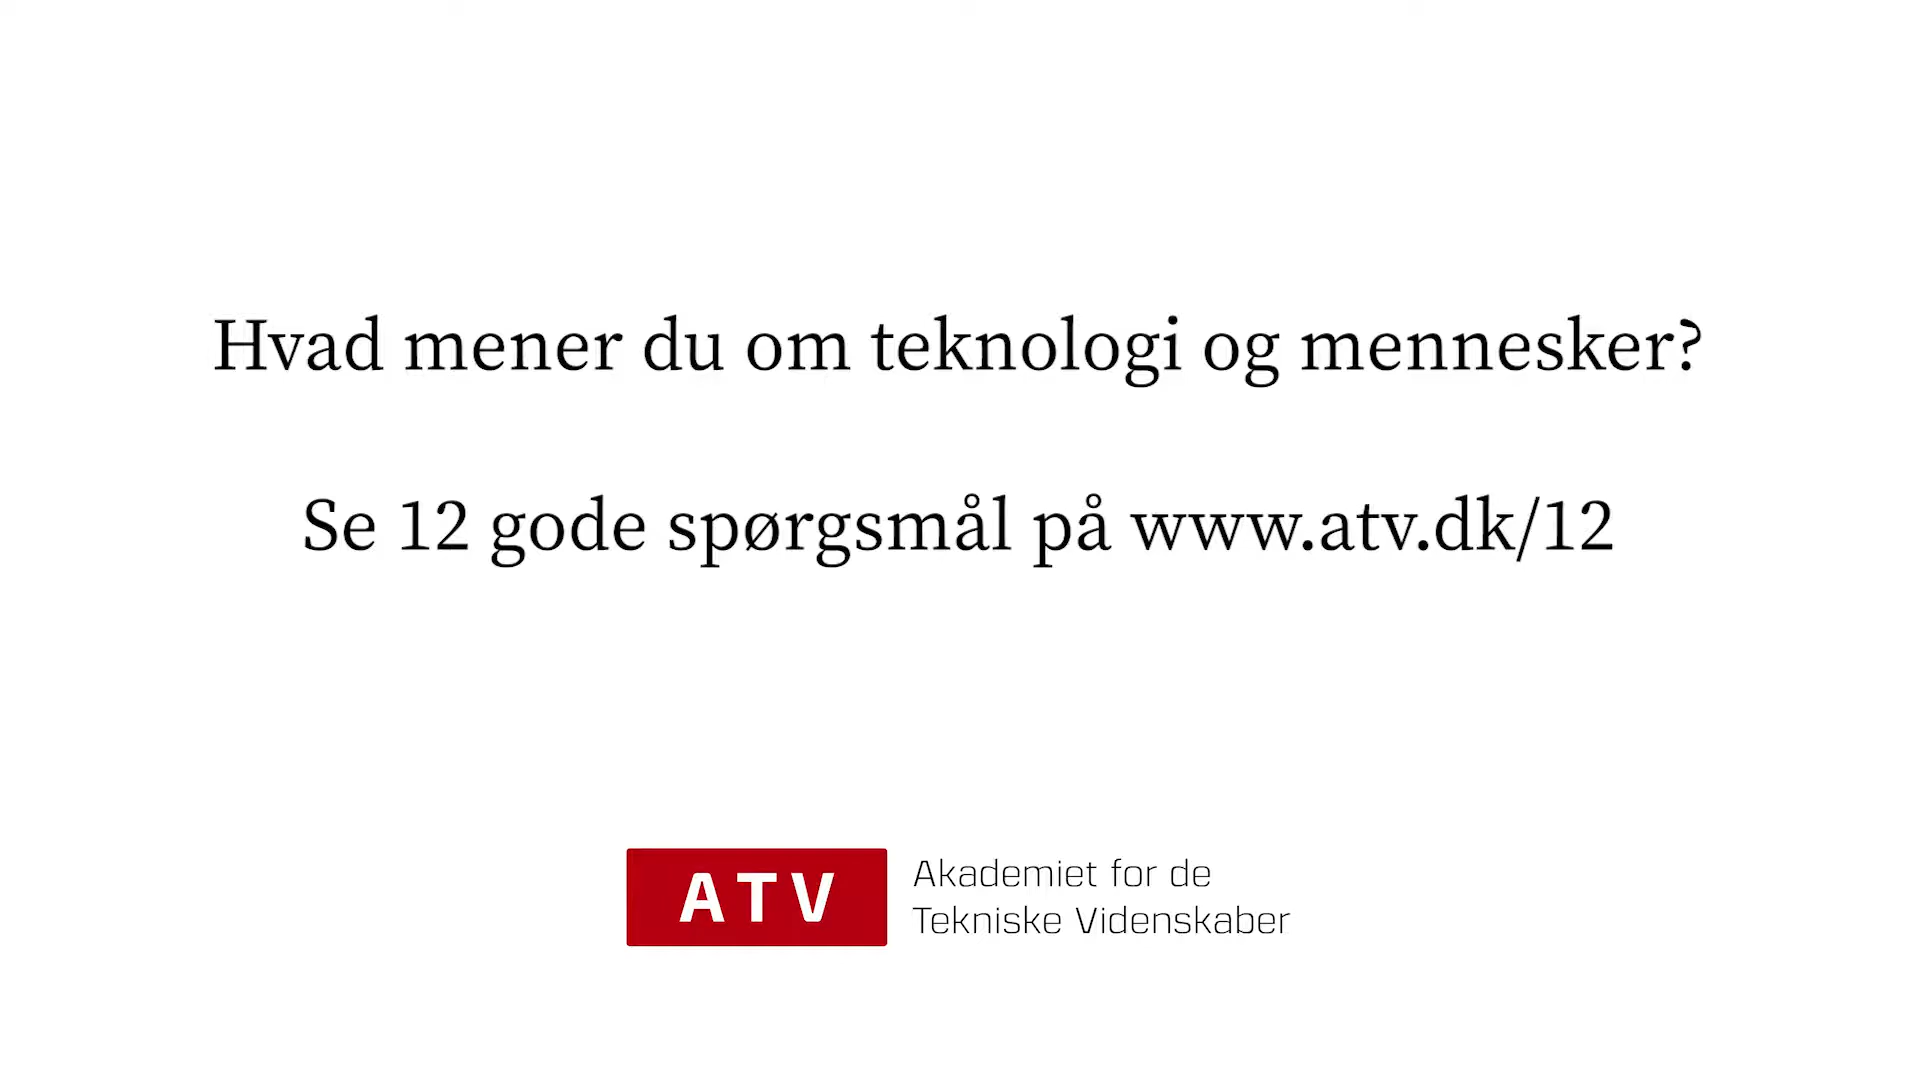 Hvad mener du om teknologi og mennesker?
Se 12 gode spørgsmål på www.atv.dk/12
ATV
Akademiet for de
Tekniske Videnskaber